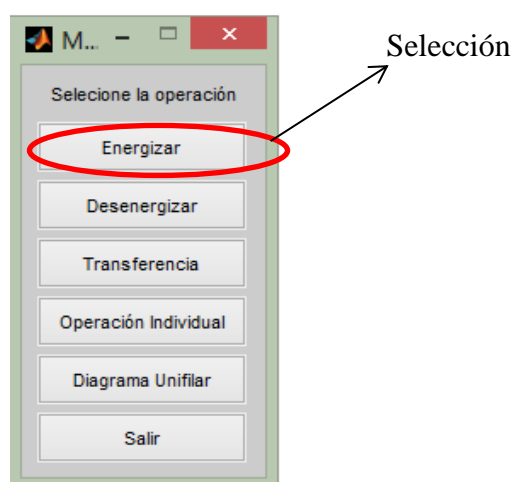 M...
Selección
Selecione la operación
Energizar
Desenergizar
Transferencia
Operación Individual
Diagrama Unifilar
Salir